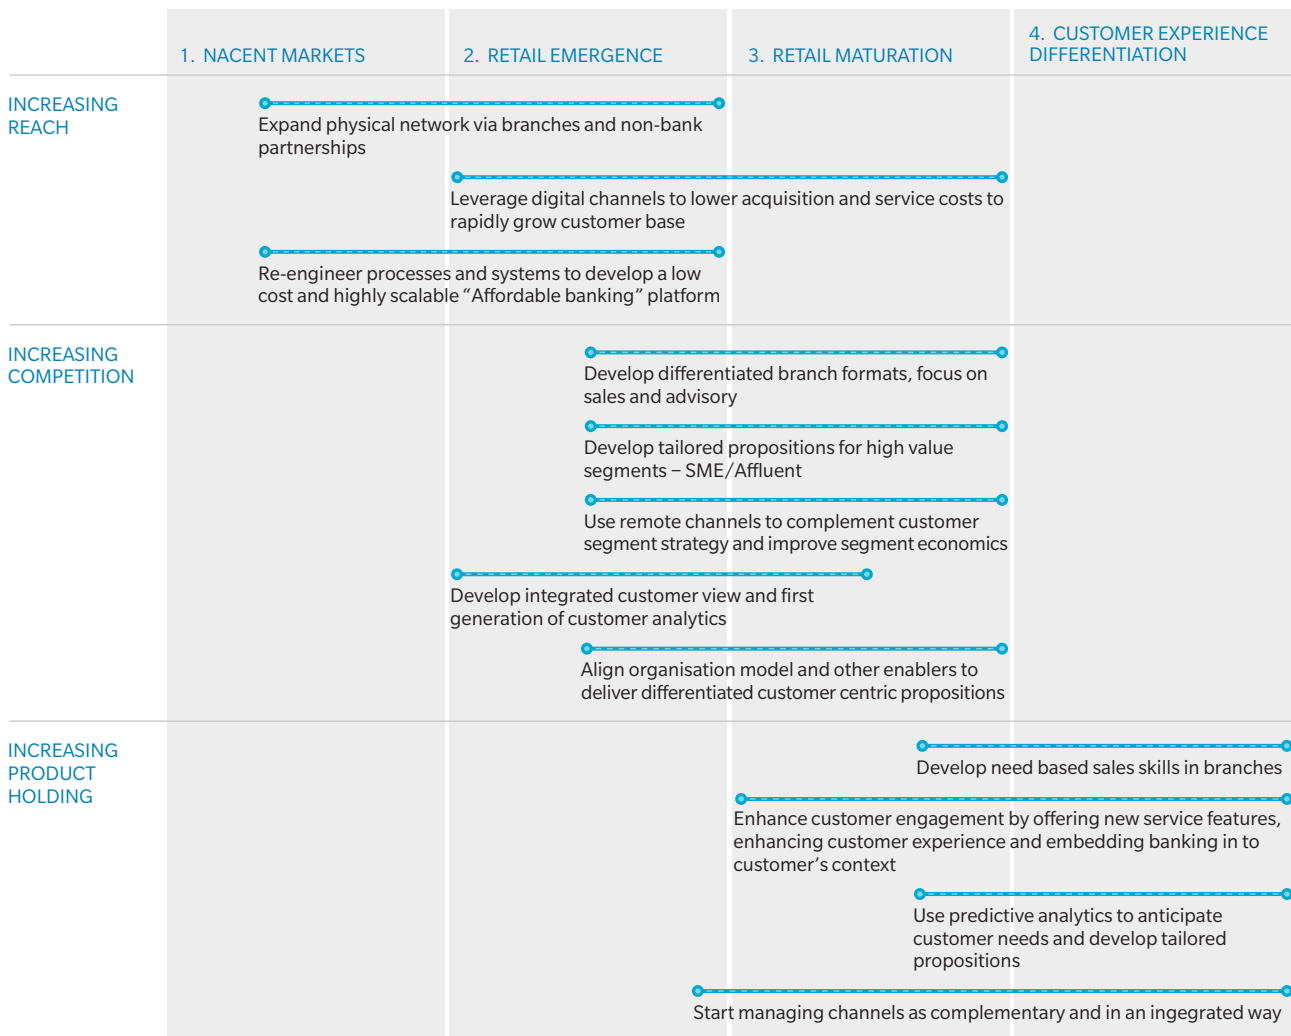 1. NACENT MARKETS
2. RETAIL EMERGENCE
3. RETAIL MATURATION
4. CUSTOMER EXPERIENCE
DIFFERENTIATION
INCREASING
REACH
Expand physical network via branches and non-bank
partnerships
Leverage digital channels to lower acquisition and service costs to
rapidly grow customer base
Re-engineer processes and systems to develop a low
cost and highly scalable “Affordable banking” platform
INCREASING
COMPETITION
Develop differentiated branch formats, focus on
sales and advisory
Develop tailored propositions for high value
segments – SME/Affluent
Use remote channels to complement customer
segment strategy and improve segment economics
Develop integrated customer view and first
generation of customer analytics
Align organisation model and other enablers to
deliver differentiated customer centric propositions
INCREASING
PRODUCT
HOLDING
Develop need based sales skills in branches
Enhance customer engagement by offering new service features,
enhancing customer experience and embedding banking in to
customer’s context
Use predictive analytics to anticipate
customer needs and develop tailored
propositions
Start managing channels as complementary and in an ingegrated way